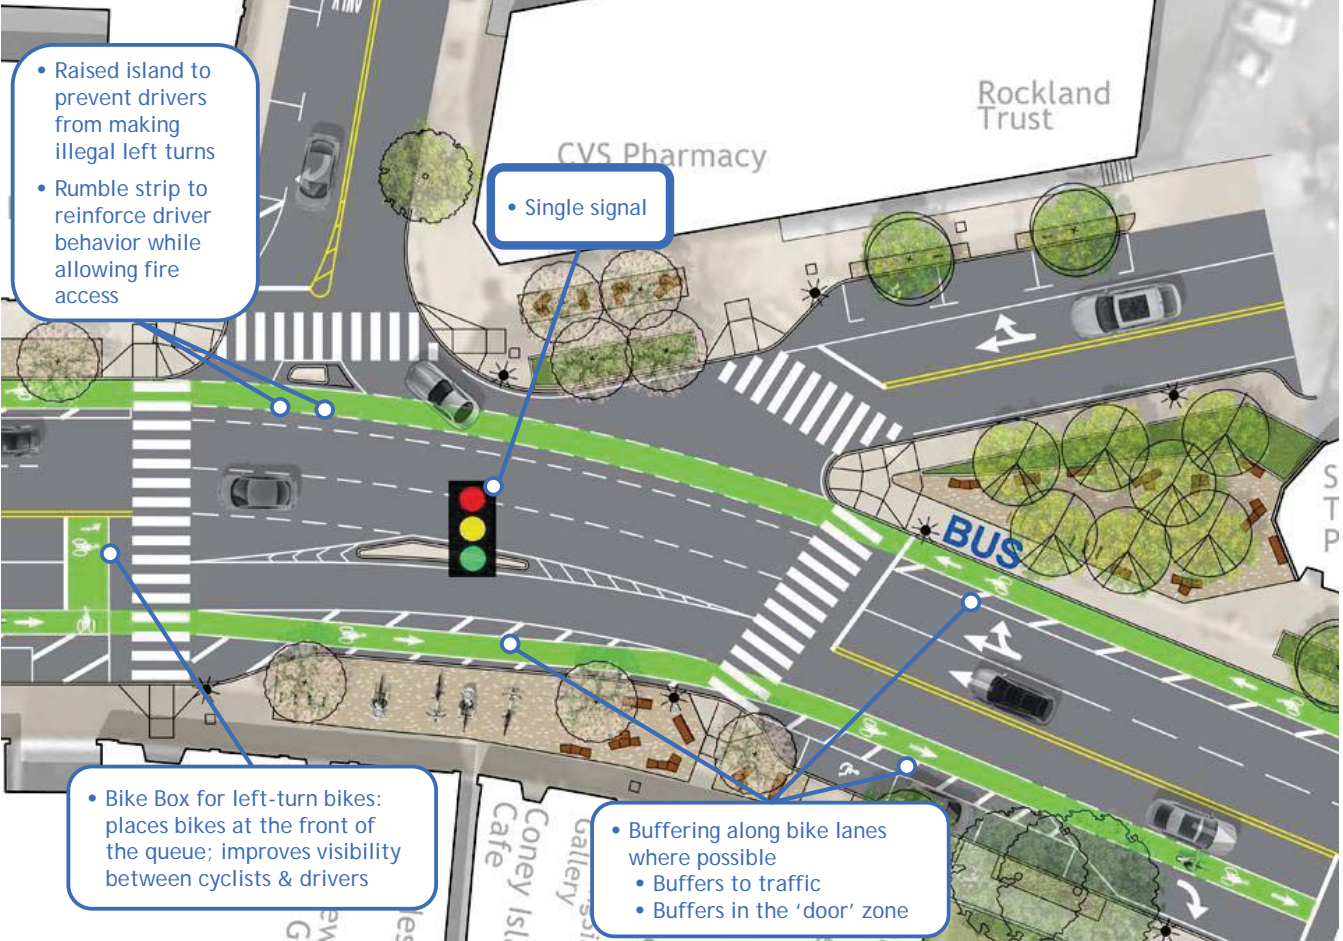 ONLY
• Raised island to
prevent drivers
from making
illegal left turns
• Rumble strip to
reinforce driver
behavior while
allowing fire
access
Rockland
Trust
CVS Pharmacy
• Single signal
BUS
S
T
P
• Bike Box for left-turn bikes:
places bikes at the front of
the queue; improves visibility
between cyclists & drivers
Coney Isl
Cafe
Gallery
• Buffering along bike lanes
where possible
• Buffers to traffic
• Buffers in the ‘door’ zone